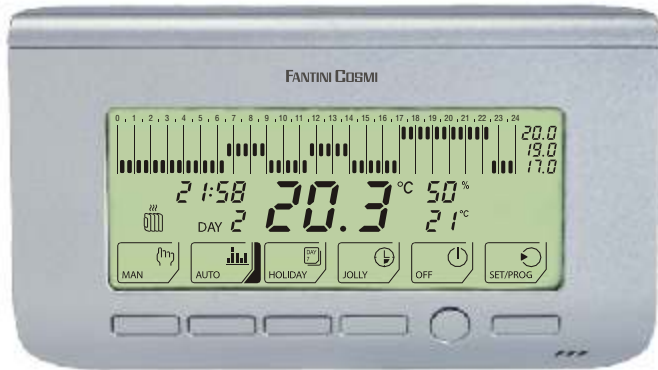 FANTINI COSMI
0 1 2 3 4 5 6 7 8 9 10 11 12 13 14 15 16 17 18 19 20 21 22 23 24
20.0
19.0
17.0
21:58 20.3 °C 50 %
DAY 2 21 °C
DAY 7
MAN AUTO HOLIDAY JOLLY OFF SET/PROG